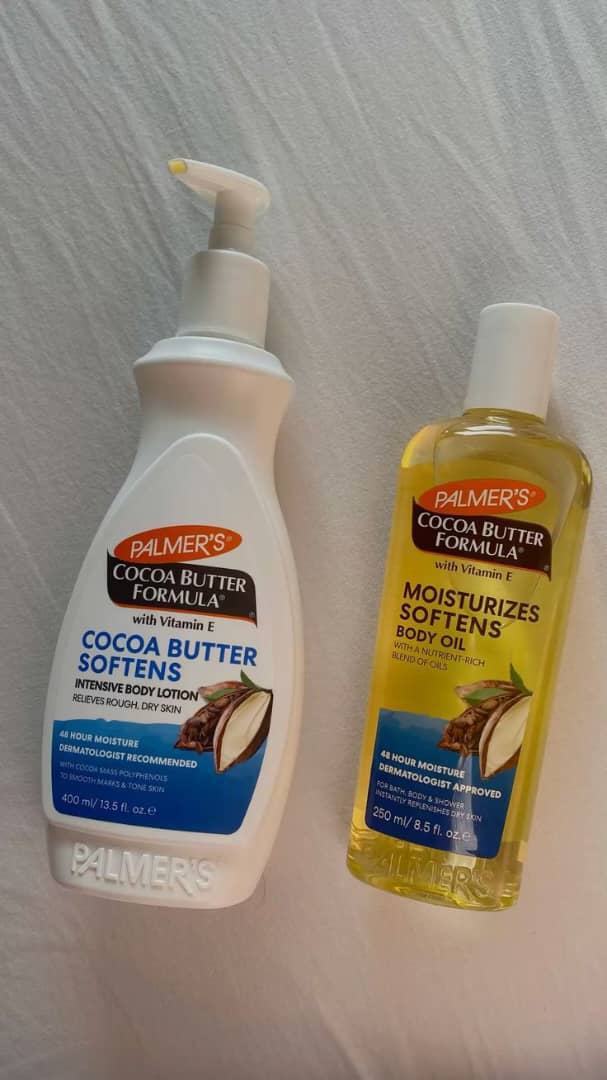 PALMER'S®
COCOA BUTTER
FORMULA®
with Vitamin E
COCOA BUTTER
SOFTENS
INTENSIVE BODY LOTION
RELIEVES ROUGH, DRY SKIN
48 HOUR MOISTURE
DERMATOLOGIST RECOMMENDED
WITH COCOA MASS POLYPHENOLS
TO SMOOTH MARKS & TONE SKIN
400 ml/ 13.5 fl. oz. ℮
PALMER'S
PALMER'S®
COCOA BUTTER
FORMULA®
with Vitamin E
MOISTURIZES
SOFTENS
BODY OIL
WITH A NUTRIENT-RICH
BLEND OF OILS
48 HOUR MOISTURE
DERMATOLOGIST APPROVED
FOR BATH, BODY & SHOWER
INSTANTLY REPLENISHES DRY SKIN
250 ml/ 8.5 fl. oz. ℮
PALMER'S